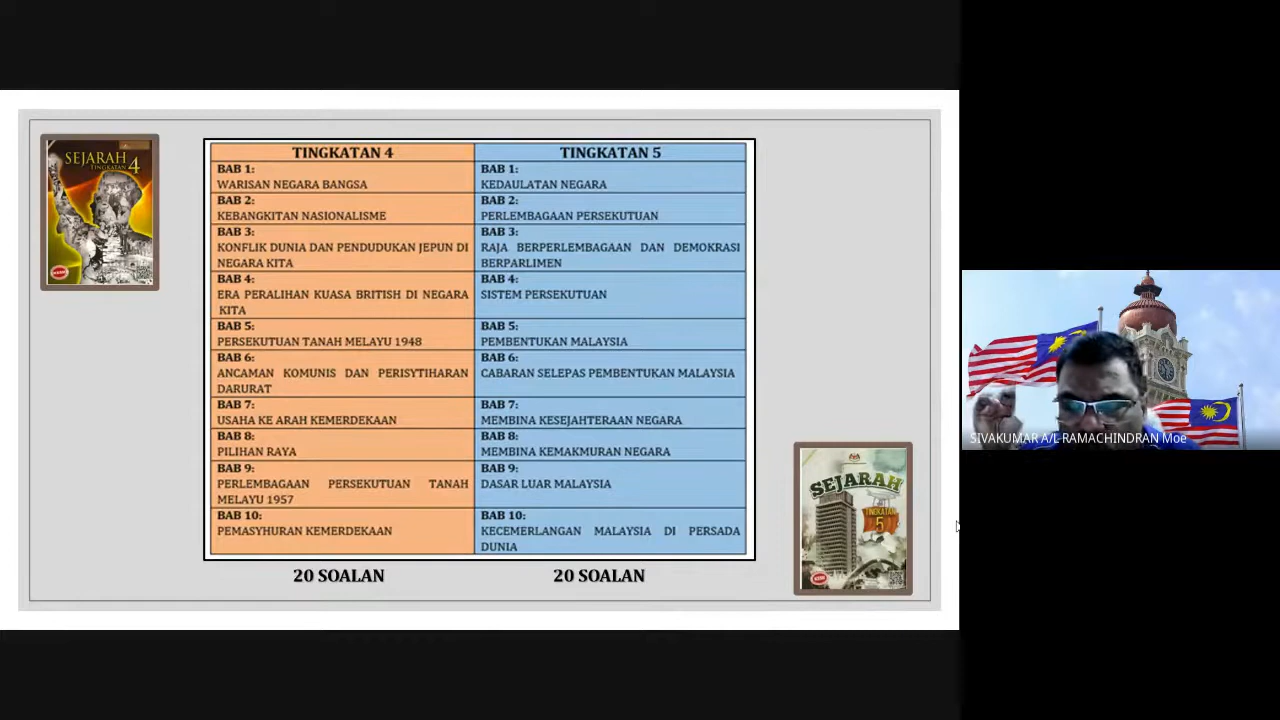 SEJARAH
TINGKATAN 4
TINGKATAN 4
BAB 1:
WARISAN NEGARA BANGSA
BAB 2:
KEBANGKITAN NASIONALISME
BAB 3:
KONFLIK DUNIA DAN PENDUDUKAN JEPUN DI
NEGARA KITA
BAB 4:
ERA PERALIHAN KUASA BRITISH DI NEGARA
KITA
BAB 5:
PERSEKUTUAN TANAH MELAYU 1948
BAB 6:
ANCAMAN KOMUNIS DAN PERISYTIHARAN
DARURAT
BAB 7:
USAHA KE ARAH KEMERDEKAAN
BAB 8:
PILIHAN RAYA
BAB 9:
PERLEMBAGAAN PERSEKUTUAN TANAH
MELAYU 1957
BAB 10:
PEMASYHURAN KEMERDEKAAN
20 SOALAN
TINGKATAN 5
BAB 1:
KEDAULATAN NEGARA
BAB 2:
PERLEMBAGAAN PERSEKUTUAN
BAB 3:
RAJA BERPERLEMBAGAAN DAN DEMOKRASI
BERPARLIMEN
BAB 4:
SISTEM PERSEKUTUAN
BAB 5:
PEMBENTUKAN MALAYSIA
BAB 6:
CABARAN SELEPAS PEMBENTUKAN MALAYSIA
BAB 7:
MEMBINA KESEJAHTERAAN NEGARA
BAB 8:
MEMBINA KEMAKMURAN NEGARA
BAB 9:
DASAR LUAR MALAYSIA
BAB 10:
KECEMERLANGAN MALAYSIA DI PERSADA
DUNIA
20 SOALAN
SEJARAH
TINGKATAN
5
SIVAKUMAR A/L RAMACHINDRAN Moe